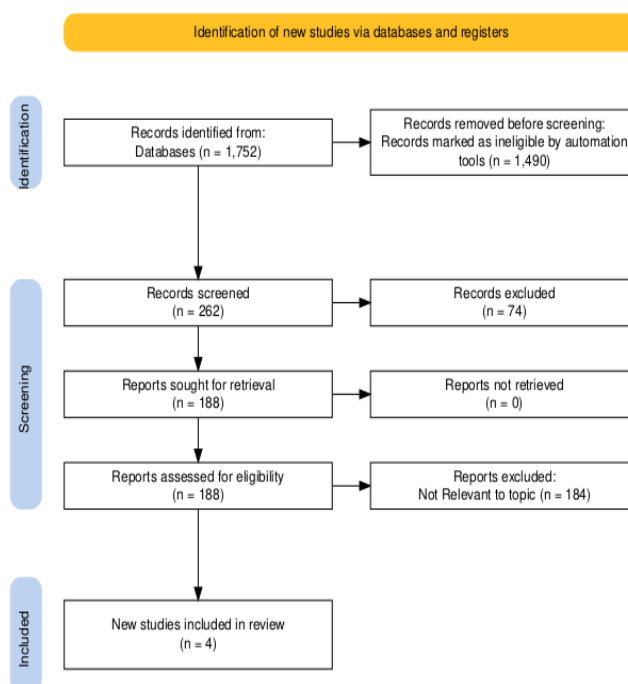 Identification of new studies via databases and registers
Identification
Records identified from:
Databases (n = 1,752)
Records removed before screening:
Records marked as ineligible by automation
tools (n = 1,490)
Screening
Records screened
(n = 262)
Records excluded
(n = 74)
Reports sought for retrieval
(n = 188)
Reports not retrieved
(n = 0)
Reports assessed for eligibility
(n = 188)
Reports excluded:
Not Relevant to topic (n = 184)
Included
New studies included in review
(n = 4)